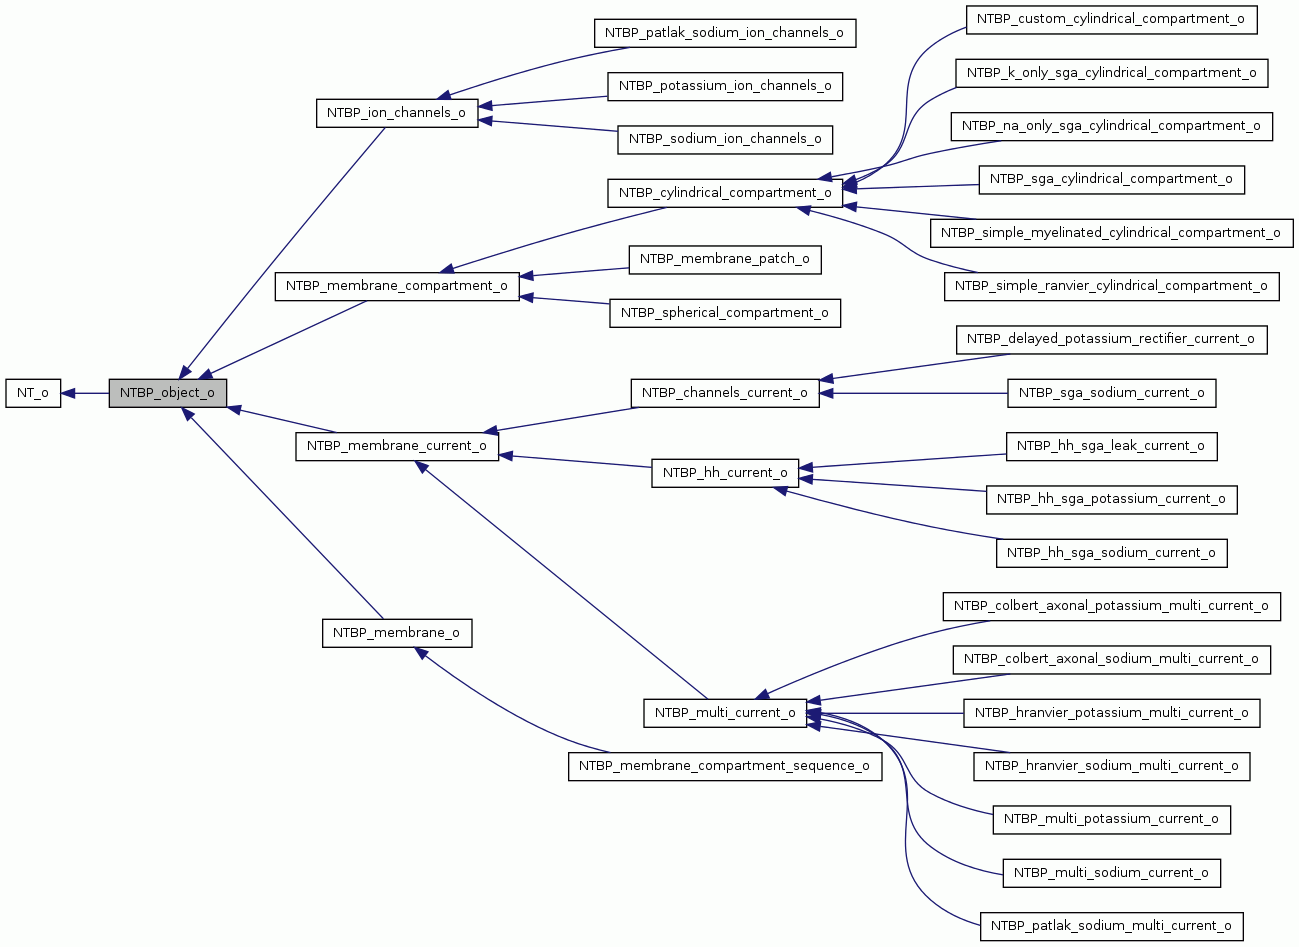 NTBP_custom_cylindrical_compartment_o
NTBP_patlak_sodium_ion_channels_o
NTBP_k_only_sga_cylindrical_compartment_o
NTBP_potassium_ion_channels_o
NTBP_ion_channels_o
NTBP_na_only_sga_cylindrical_compartment_o
NTBP_sodium_ion_channels_o
NTBP_sga_cylindrical_compartment_o
NTBP_cylindrical_compartment_o
NTBP_simple_myelinated_cylindrical_compartment_o
NTBP_membrane_patch_o
NTBP_membrane_compartment_o
NTBP_simple_ranvier_cylindrical_compartment_o
NTBP_spherical_compartment_o
NTBP_delayed_potassium_rectifier_current_o
NT_o
NTBP_object_o
NTBP_channels_current_o
NTBP_sga_sodium_current_o
NTBP_membrane_current_o
NTBP_hh_sga_leak_current_o
NTBP_hh_current_o
NTBP_hh_sga_potassium_current_o
NTBP_hh_sga_sodium_current_o
NTBP_colbert_axonal_potassium_multi_current_o
NTBP_membrane_o
NTBP_colbert_axonal_sodium_multi_current_o
NTBP_multi_current_o
NTBP_hranvier_potassium_multi_current_o
NTBP_membrane_compartment_sequence_o
NTBP_hranvier_sodium_multi_current_o
NTBP_multi_potassium_current_o
NTBP_multi_sodium_current_o
NTBP_patlak_sodium_multi_current_o